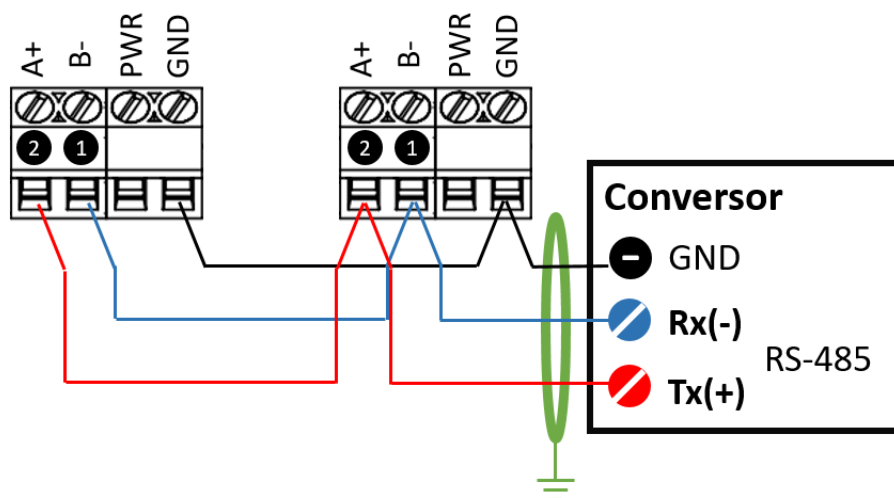 A+ B- PWR GND
A+ B- PWR GND
2 1
2 1
Conversor
GND
Rx(-)
RS-485
Tx(+)